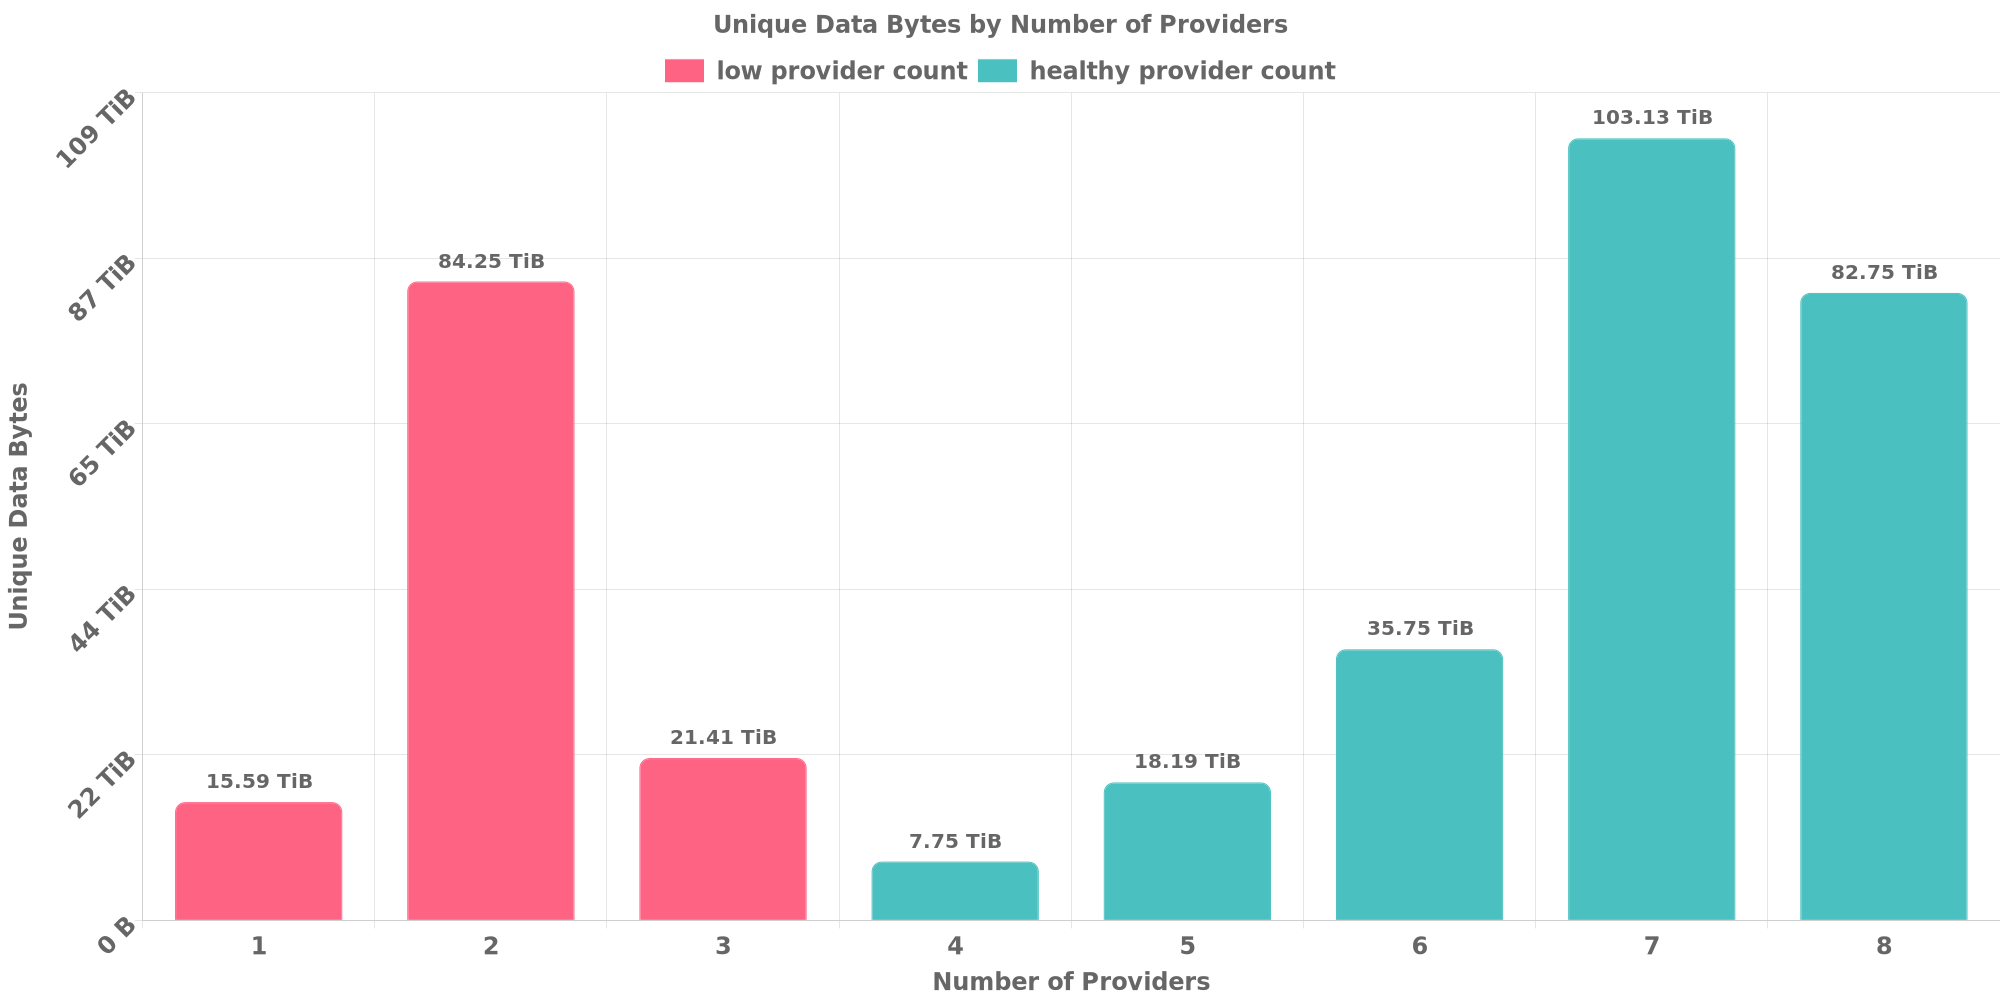 Unique Data Bytes by Number of Providers
low provider count healthy provider count
109 TiB
87 TiB
65 TiB
44 TiB
22 TiB
0 B
Unique Data Bytes
15.59 TiB
84.25 TiB
21.41 TiB
7.75 TiB
18.19 TiB
35.75 TiB
103.13 TiB
82.75 TiB
1 2 3 4 5 6 7 8
Number of Providers